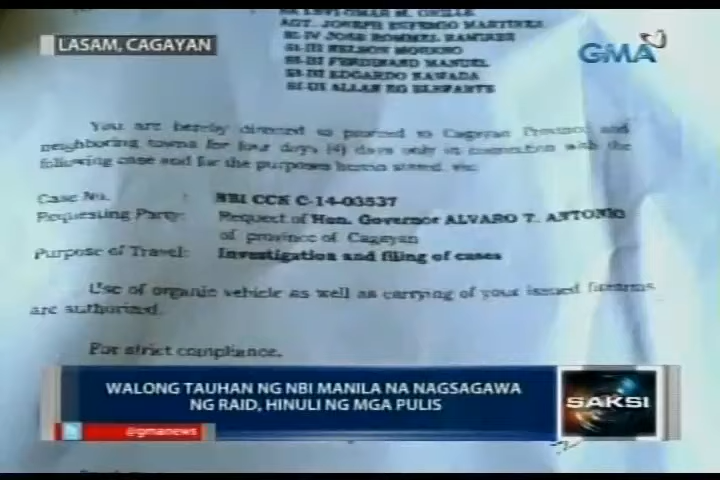 LASAM, CAGAYAN
GMA
AGT. JOSEPH MARTINEZ
SI-IV JOSE ROMMEL RAMIREZ
SI-III NELSON MORENO
SI-III FERDINAND MANUEL
SI-III EDGARDO KAWADA
SI-III ALLAN
You are hereby directed to proceed to Cagayan Province and
neighboring towns for four days (4) days only in connection with the
following case and for the purposes herein stated, viz:
Case No. : NBI CCN C-14-03537
Requesting Party: Request of Hon. Governor ALVARO T. ANTONIO
of province of Cagayan
Purpose of Travel: Investigation and filing of cases
Use of organic vehicle as well as carrying of your issued firearms
are authorized.
For strict compliance.
WALONG TAUHAN NG NBI MANILA NA NAGSAGAWA
NG RAID, HINULI NG MGA PULIS
SAKSI
@gmanews